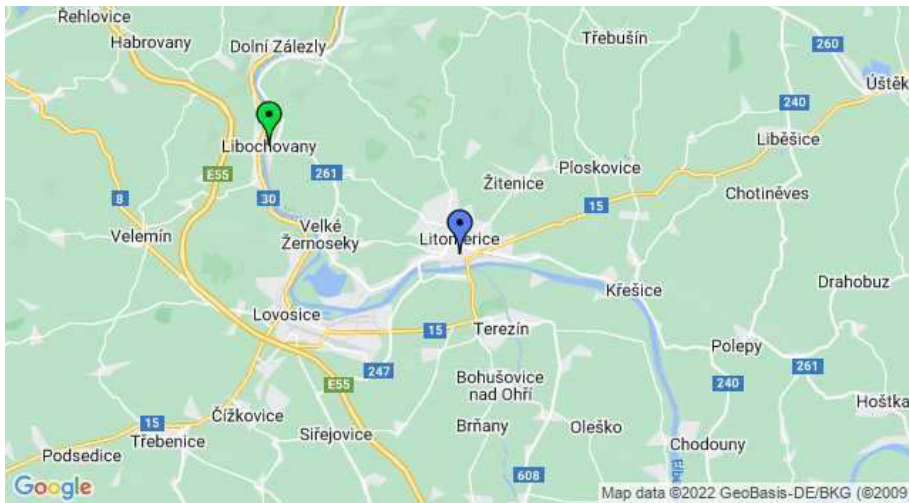 Řehlovice
Habrovany
Dolní Zálezly
Třebušín
260
Úštěk
240
Libochovany
Liběšice
E55
261
Ploskovice
8
30
Žitenice
15
Chotiněves
Velemín
Velké
Žernoseky
Litoměřice
Drahobuz
Křešice
Lovosice
15
Terezín
Polepy
247
261
E55
Bohušovice
nad Ohří
240
Hoštka
15
Čížkovice
Třebenice
Siřejovice
Brňany
Oleško
Chodouny
Podsedice
608
Google
Map data ©2022 GeoBasis-DE/BKG (©2009